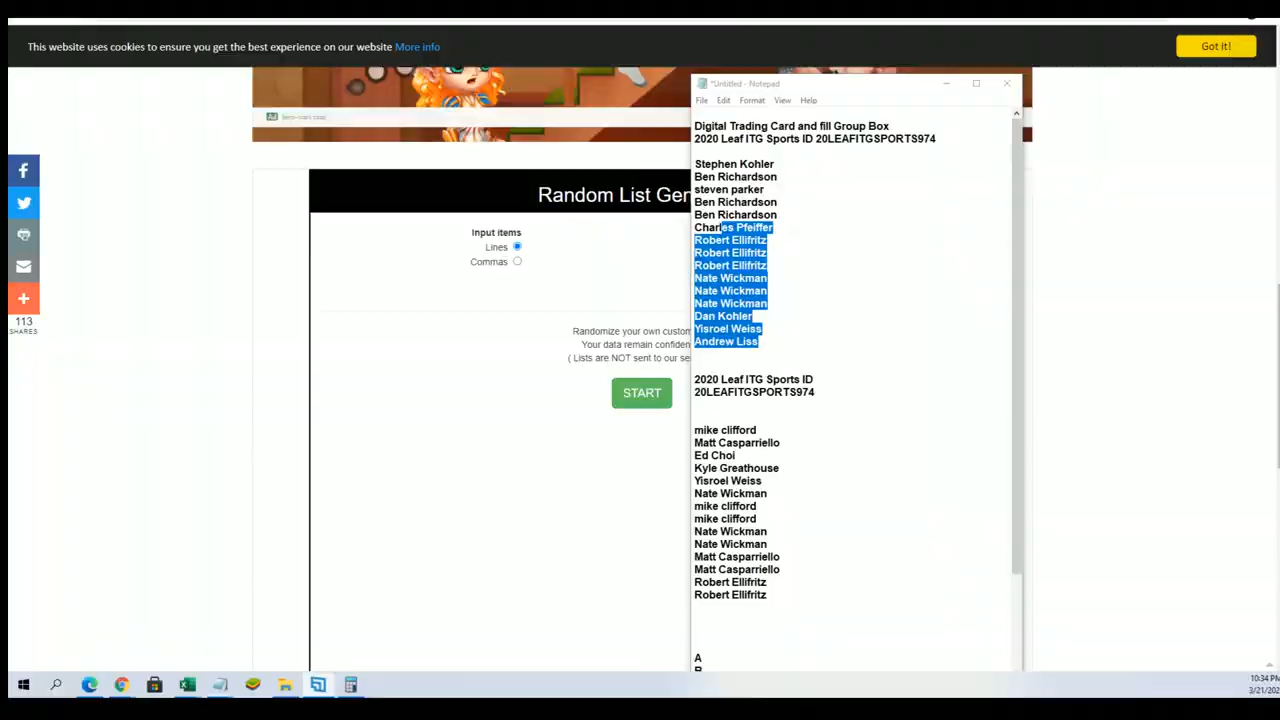 This website uses cookies to ensure you get the best experience on our website More info
Got it!
Ad
*Untitled - Notepad
File Edit Format View Help
Digital Trading Card and fill Group Box
2020 Leaf ITG Sports ID 20LEAFITGSPORTS974
Stephen Kohler
Ben Richardson
steven parker
Ben Richardson
Ben Richardson
Charles Pfeiffer
Robert Ellifritz
Robert Ellifritz
Robert Ellifritz
Nate Wickman
Nate Wickman
Nate Wickman
Dan Kohler
Yisroel Weiss
Andrew Liss
2020 Leaf ITG Sports ID
20LEAFITGSPORTS974
mike clifford
Matt Casparriello
Ed Choi
Kyle Greathouse
Yisroel Weiss
Nate Wickman
mike clifford
mike clifford
Nate Wickman
Nate Wickman
Matt Casparriello
Matt Casparriello
Robert Ellifritz
Robert Ellifritz
A
Random List Gen
Input items
Lines
Commas
Randomize your own custom
Your data remain confiden
( Lists are NOT sent to our se
START
113
SHARES
10:34 PM
3/21/202